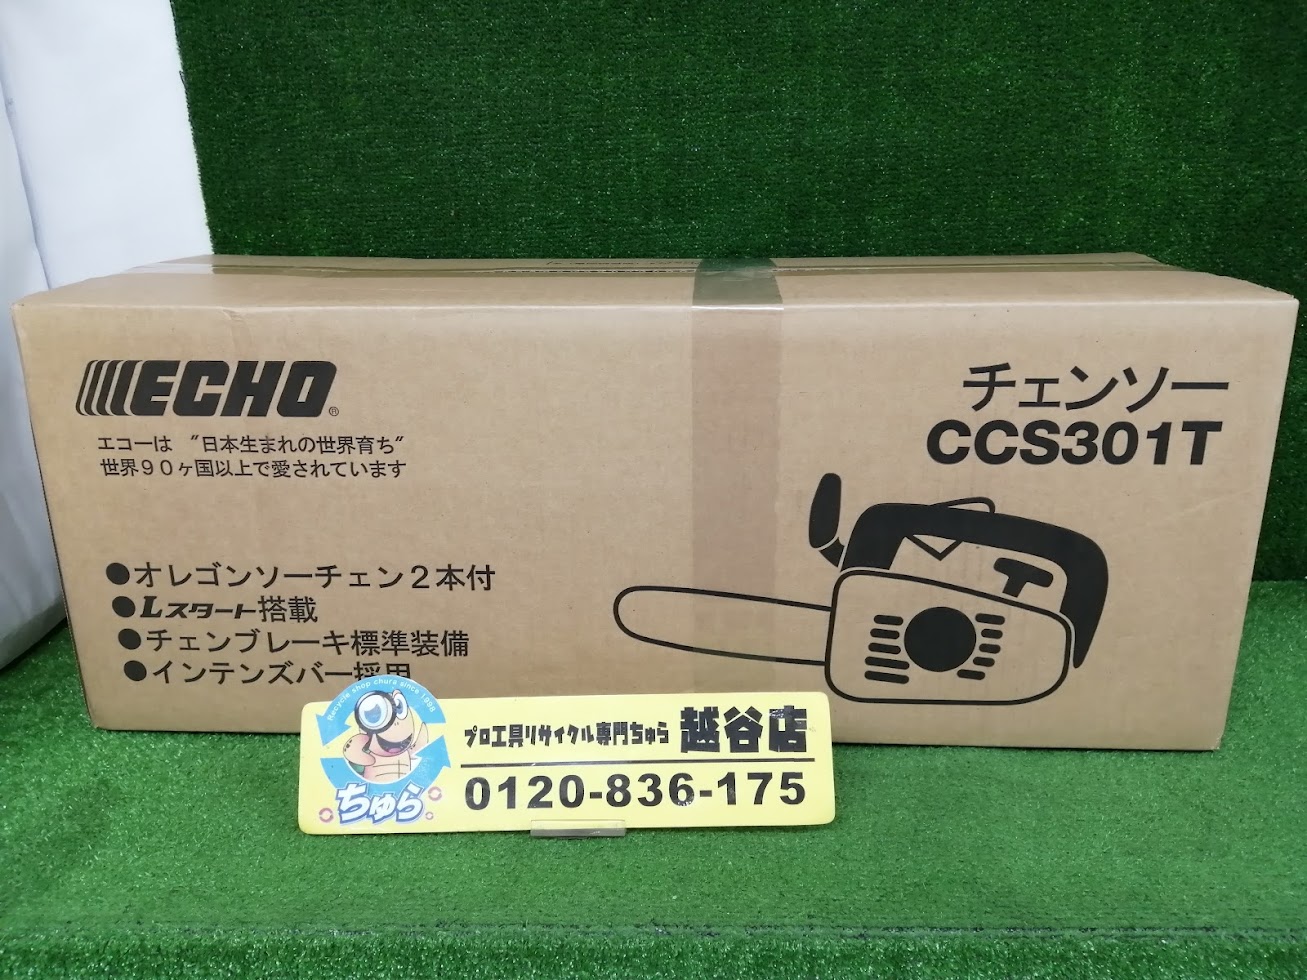 ECHO®
エコーは "日本生まれの世界育ち"
世界90ヶ国以上で愛されています
チェンソー
CCS301T
●オレゴンソーチェン2本付
●Lスタート搭載
●チェンブレーキ標準装備
●インテンズバー採用
Recycle shop chura since 1998
ちゅら
プロ工具リサイクル専門ちゅら 越谷店
0120-836-175